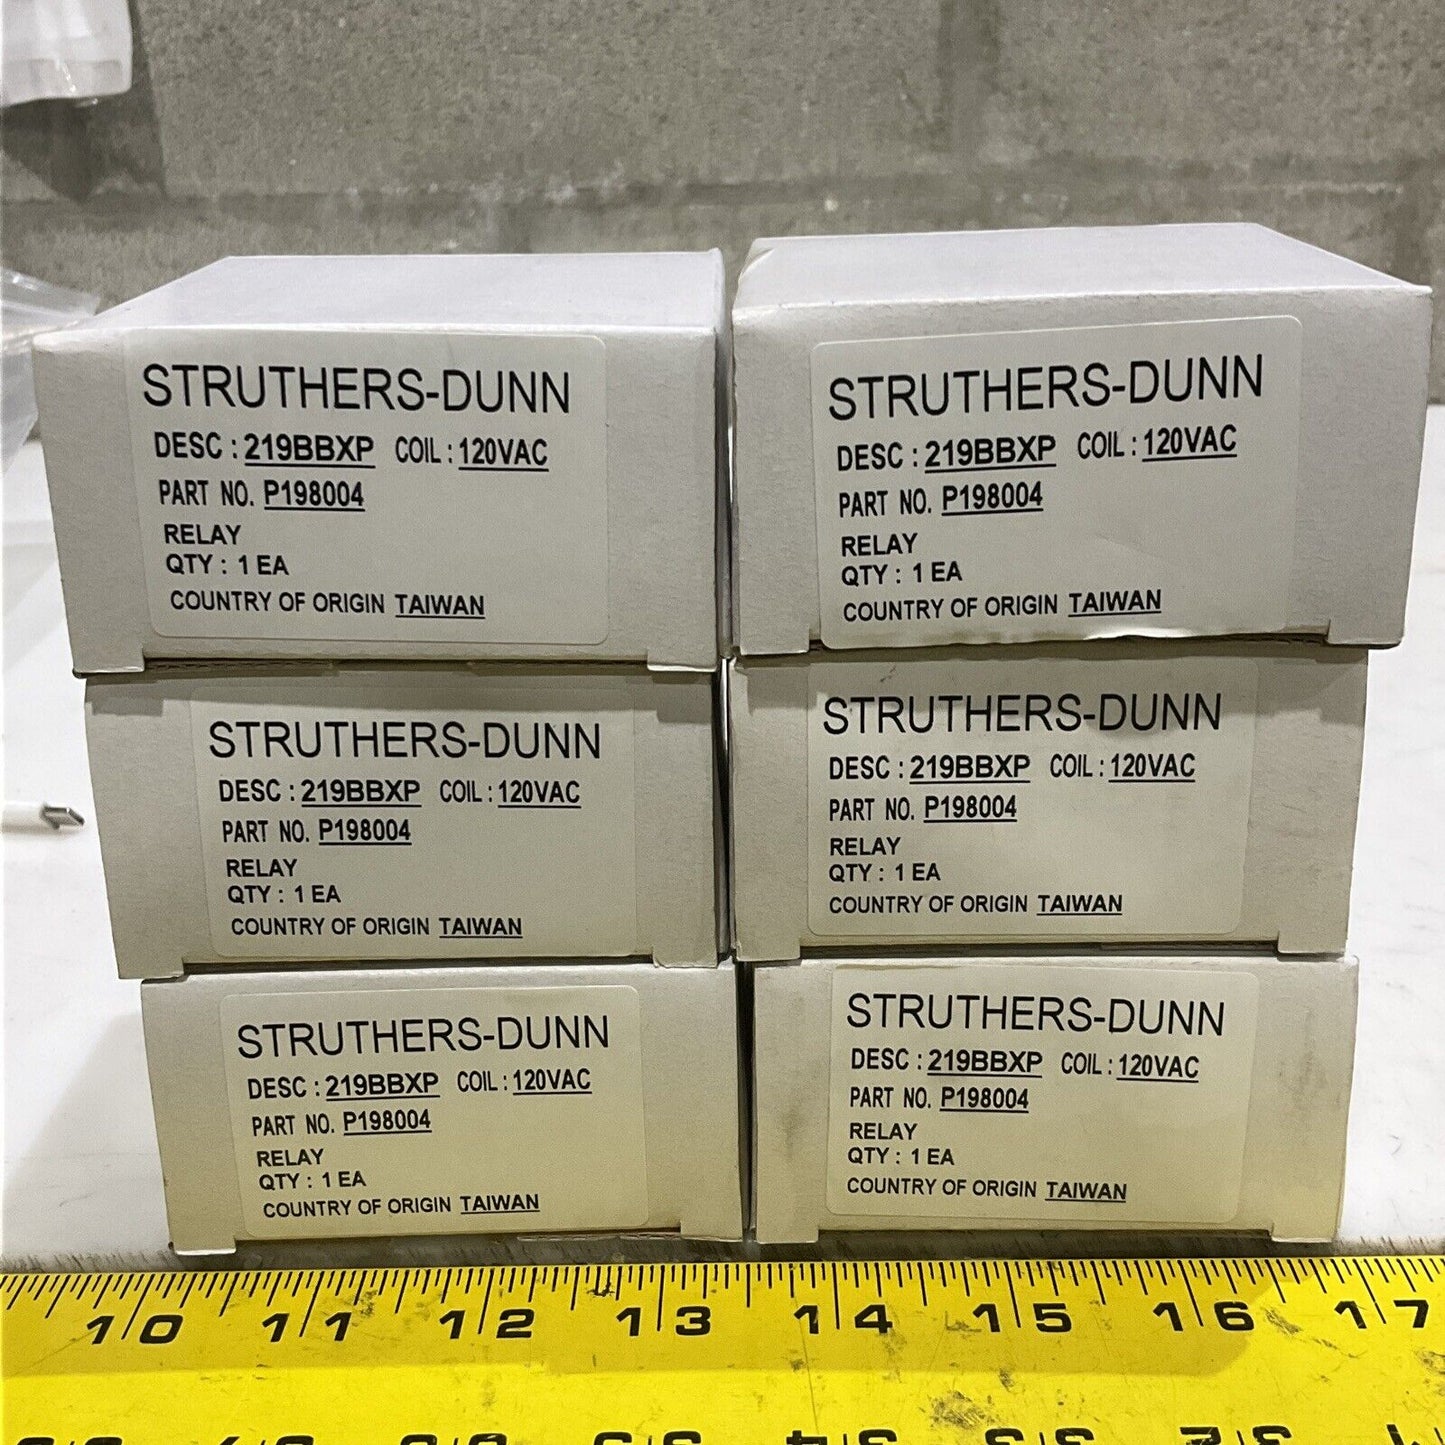 STRUTHERS-DUNN
DESC : 219BBXP COIL : 120VAC
PART NO. P198004
RELAY
QTY : 1 EA
COUNTRY OF ORIGIN TAIWAN
STRUTHERS-DUNN
DESC : 219BBXP COIL : 120VAC
PART NO. P198004
RELAY
QTY : 1 EA
COUNTRY OF ORIGIN TAIWAN
STRUTHERS-DUNN
DESC : 219BBXP COIL : 120VAC
PART NO. P198004
RELAY
QTY : 1 EA
COUNTRY OF ORIGIN TAIWAN
STRUTHERS-DUNN
DESC : 219BBXP COIL : 120VAC
PART NO. P198004
RELAY
QTY : 1 EA
COUNTRY OF ORIGIN TAIWAN
STRUTHERS-DUNN
DESC : 219BBXP COIL : 120VAC
PART NO. P198004
RELAY
QTY : 1 EA
COUNTRY OF ORIGIN TAIWAN
STRUTHERS-DUNN
DESC : 219BBXP COIL : 120VAC
PART NO. P198004
RELAY
QTY : 1 EA
COUNTRY OF ORIGIN TAIWAN
10 11 12 13 14 15 16 17